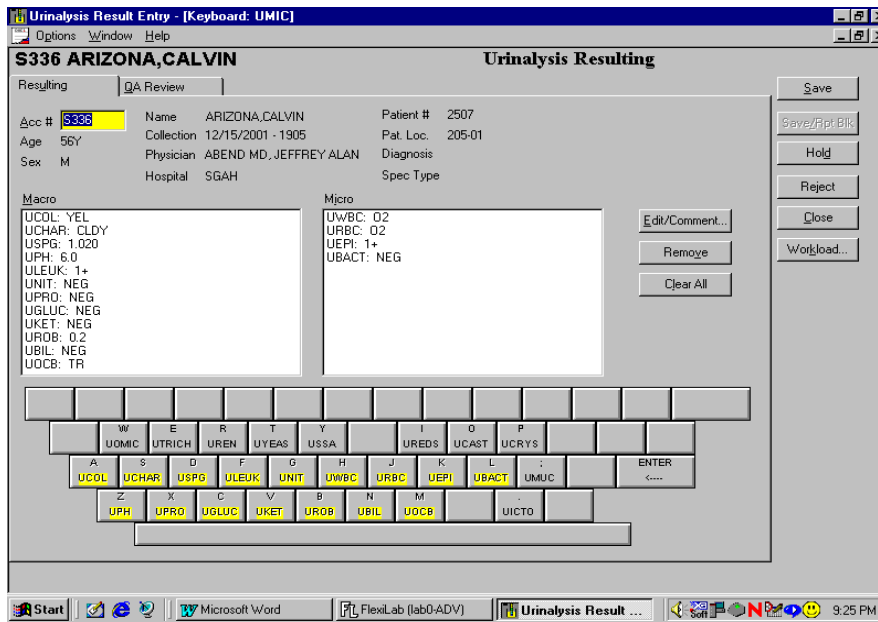 Urinalysis Result Entry - [Keyboard: UMIC]
Options Window Help
S336 ARIZONA,CALVIN Urinalysis Resulting
Resulting QA Review
Save
Acc # S336 Name ARIZONA,CALVIN Patient # 2507
Save/Rpt Blk
Age 56Y Collection 12/15/2001 - 1905 Pat. Loc. 205-01
Sex M Physician ABEND MD, JEFFREY ALAN Diagnosis
Hold
Hospital SGAH Spec Type
Reject
Macro Micro
Close
UCOL: YEL UWBC: O2
Edit/Comment...
UCHAR: CLDY URBC: O2
USPG: 1.020 UEPI: 1+
Workload...
UPH: 6.0 UBACT: NEG
Remove
ULEUK: 1+
UNIT: NEG
Clear All
UPRO: NEG
UGLUC: NEG
UKET: NEG
UROB: 0.2
UBIL: NEG
UOCB: TR
W E R T Y I O P
UOMIC UTRICH UREN UYEAS USSA UREDS UCAST UCRYS
A S D F G H J K L ; ENTER
UCOL UCHAR USPG ULEUK UNIT UWBC URBC UEPI UBACT UMUC <----
Z X C V B N M .
UPH UPRO UGLUC UKET UROB UBIL UOCB UICTO
Start Microsoft Word FlexiLab (lab0-ADV) Urinalysis Result ... Soft N 9:25 PM